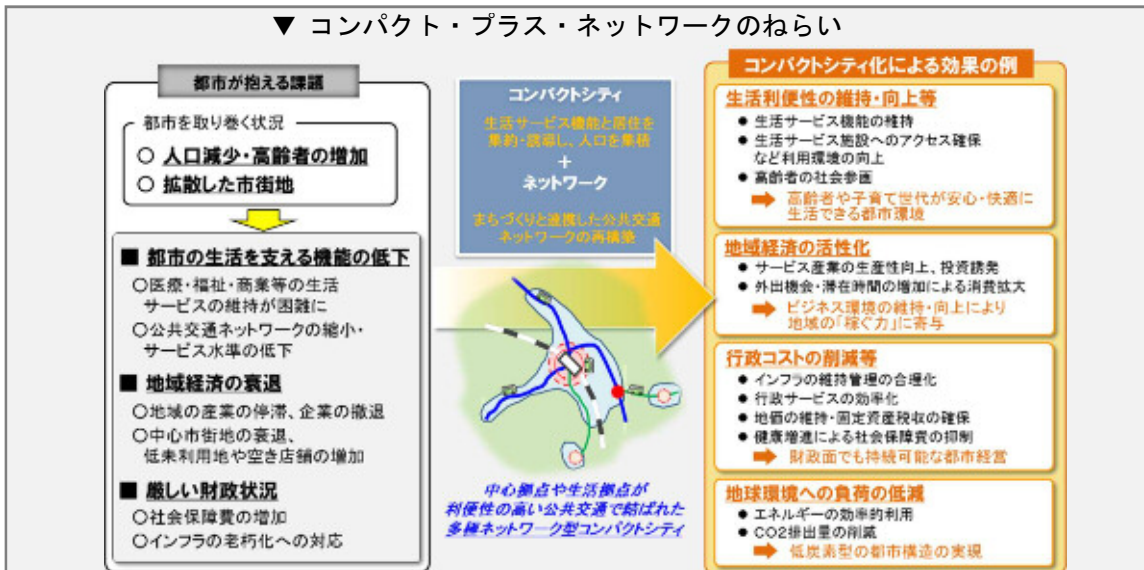 ▼ コンパクト・プラス・ネットワークのねらい
都市が抱える課題
都市を取り巻く状況
○ 人口減少・高齢者の増加
○ 拡散した市街地
■ 都市の生活を支える機能の低下
○医療・福祉・商業等の生活
サービスの維持が困難に
○公共交通ネットワークの縮小・
サービス水準の低下
■ 地域経済の衰退
○地域の産業の停滞、企業の撤退
○中心市街地の衰退、
低未利用地や空き店舗の増加
■ 厳しい財政状況
○社会保障費の増加
○インフラの老朽化への対応
コンパクトシティ
生活サービス機能と居住を
集約・誘導し、人口を集積
+
ネットワーク
まちづくりと連携した公共交通
ネットワークの再構築
中心拠点や生活拠点が
利便性の高い公共交通で結ばれた
多極ネットワーク型コンパクトシティ
コンパクトシティ化による効果の例
生活利便性の維持・向上等
● 生活サービス機能の維持
● 生活サービス施設へのアクセス確保
など利用環境の向上
● 高齢者の社会参画
➡ 高齢者や子育て世代が安心・快適に
生活できる都市環境
地域経済の活性化
● サービス産業の生産性向上、投資誘発
● 外出機会・滞在時間の増加による消費拡大
➡ ビジネス環境の維持・向上により
地域の「稼ぐ力」に寄与
行政コストの削減等
● インフラの維持管理の合理化
● 行政サービスの効率化
● 地価の維持・固定資産税収の確保
● 健康増進による社会保障費の抑制
➡ 財政面でも持続可能な都市経営
地球環境への負荷の低減
● エネルギーの効率的利用
● CO2排出量の削減
➡ 低炭素型の都市構造の実現